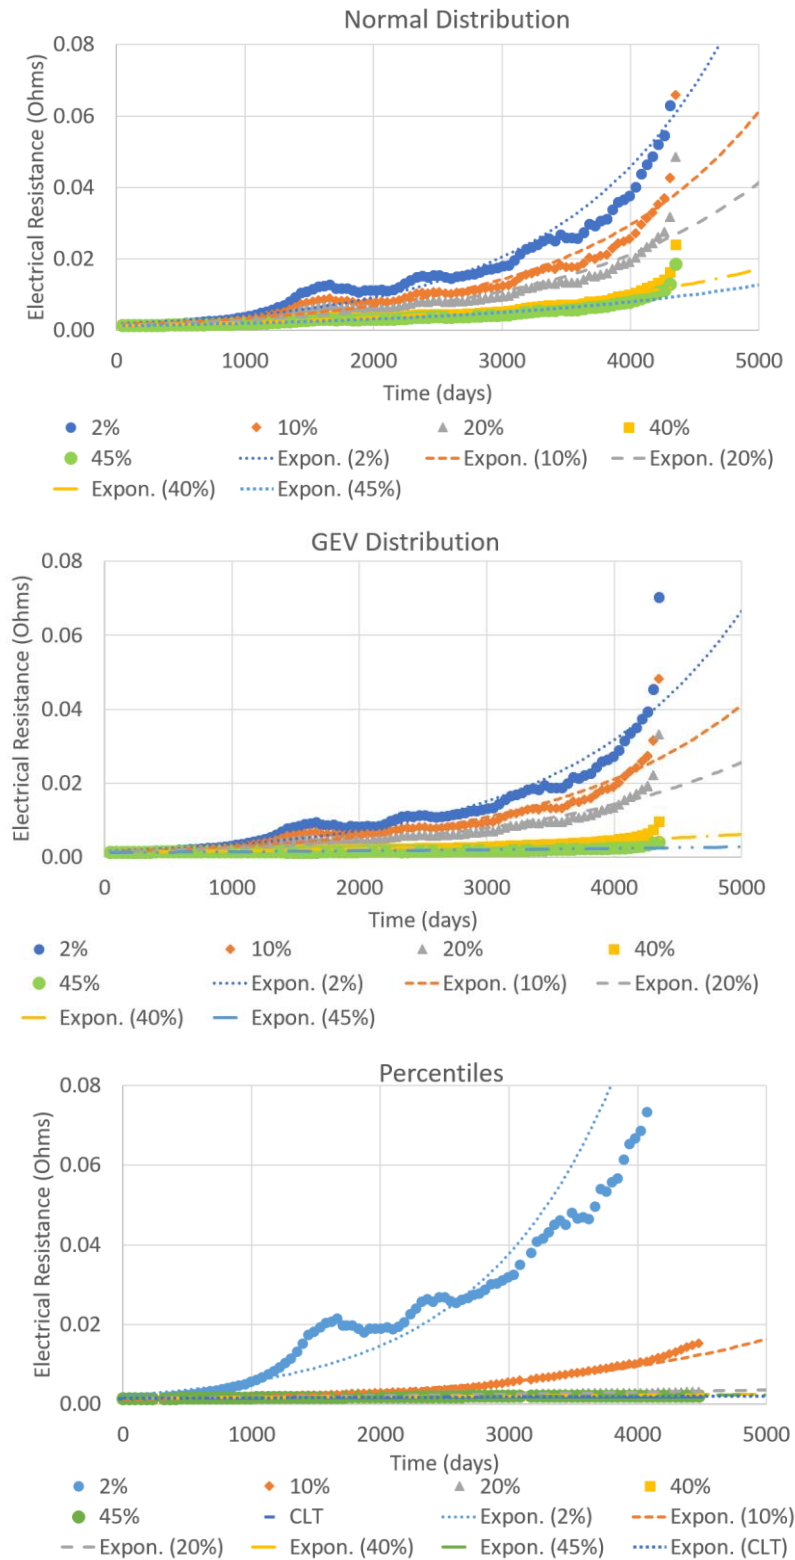 Normal Distribution
Electrical Resistance (Ohms)
0.08
0.06
0.04
0.02
0.00
0 1000 2000 3000 4000 5000
Time (days)
2% 10% 20% 40%
45% Expon. (2%) Expon. (10%) Expon. (20%)
Expon. (40%) Expon. (45%)
GEV Distribution
Electrical Resistance (Ohms)
0.08
0.06
0.04
0.02
0.00
0 1000 2000 3000 4000 5000
Time (days)
2% 10% 20% 40%
45% Expon. (2%) Expon. (10%) Expon. (20%)
Expon. (40%) Expon. (45%)
Percentiles
Electrical Resistance (Ohms)
0.08
0.06
0.04
0.02
0.00
0 1000 2000 3000 4000 5000
Time (days)
2% 10% 20% 40%
45% CLT Expon. (2%) Expon. (10%)
Expon. (20%) Expon. (40%) Expon. (45%) Expon. (CLT)